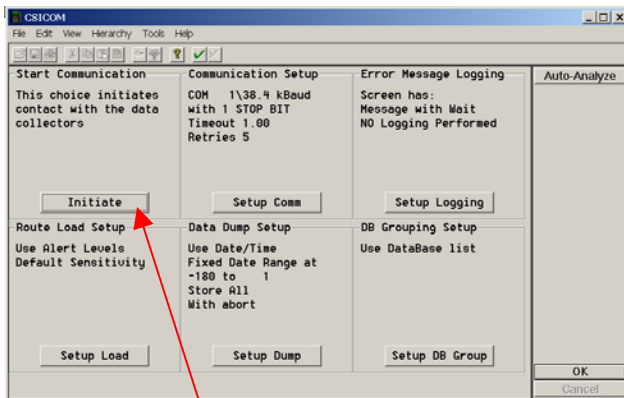 CSICOM
File Edit View Hierarchy Tools Help
Start Communication
This choice initiates
contact with the data
collectors
Initiate
Communication Setup
COM 1\38.4 kBaud
with 1 STOP BIT
Timeout 1.00
Retries 5
Setup Comm
Error Message Logging
Screen has:
Message with Wait
NO Logging Performed
Setup Logging
Auto-Analyze
Route Load Setup
Use Alert Levels
Default Sensitivity
Setup Load
Data Dump Setup
Use Date/Time
Fixed Date Range at
-180 to 1
Store All
With abort
Setup Dump
DB Grouping Setup
Use DataBase list
Setup DB Group
OK
Cancel